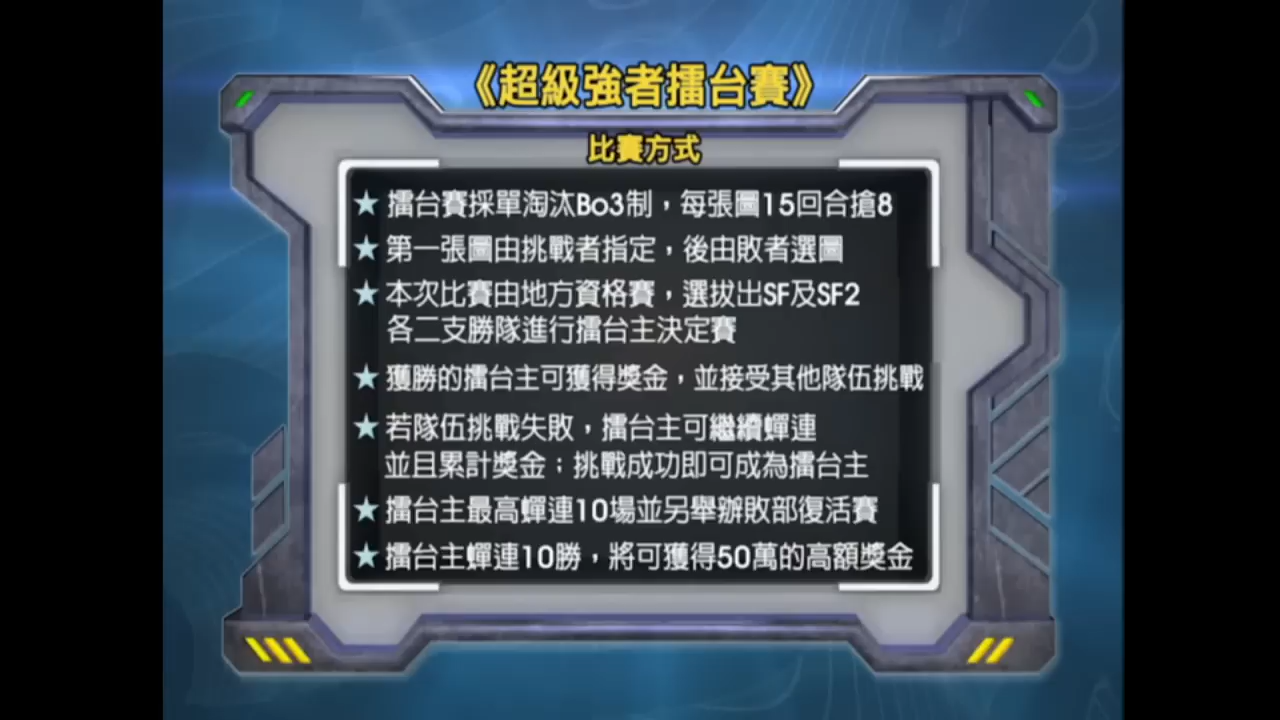 《超級強者擂台賽》
比賽方式
★ 擂台賽採單淘汰Bo3制，每張圖15回合搶8
★ 第一張圖由挑戰者指定，後由敗者選圖
★ 本次比賽由地方資格賽，選拔出SF及SF2
各二支勝隊進行擂台主決定賽
★ 獲勝的擂台主可獲得獎金，並接受其他隊伍挑戰
★ 若隊伍挑戰失敗，擂台主可繼續蟬連
並且累計獎金；挑戰成功即可成為擂台主
★ 擂台主最高蟬連10場並另舉辦敗部復活賽
★ 擂台主蟬連10勝，將可獲得50萬的高額獎金